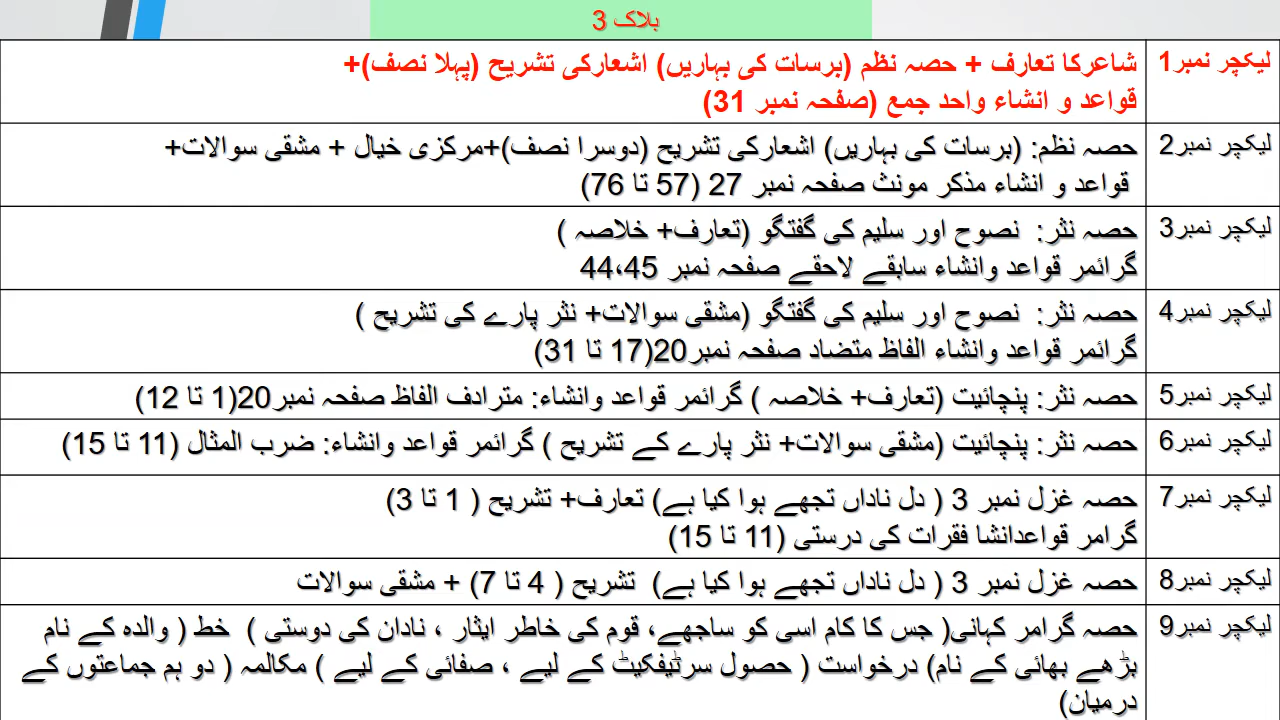 بلاک 3
لیکچر نمبر1
شاعرکا تعارف + حصہ نظم (برسات کی بہاریں) اشعارکی تشریح (پہلا نصف)+
قواعد و انشاء واحد جمع (صفحہ نمبر 31)
لیکچر نمبر2
حصہ نظم: (برسات کی بہاریں) اشعارکی تشریح (دوسرا نصف)+مرکزی خیال + مشقی سوالات+
قواعد و انشاء مذکر مونث صفحہ نمبر 27 (57 تا 76)
لیکچر نمبر3
حصہ نثر: نصوح اور سلیم کی گفتگو (تعارف+ خلاصہ )
گرائمر قواعد وانشاء سابقے لاحقے صفحہ نمبر 44،45
لیکچر نمبر4
حصہ نثر: نصوح اور سلیم کی گفتگو (مشقی سوالات+ نثر پارے کی تشریح )
گرائمر قواعد وانشاء الفاظ متضاد صفحہ نمبر20(17 تا 31)
لیکچر نمبر5
حصہ نثر: پنچائیت (تعارف+ خلاصہ ) گرائمر قواعد وانشاء: مترادف الفاظ صفحہ نمبر20(1 تا 12)
لیکچر نمبر6
حصہ نثر: پنچائیت (مشقی سوالات+ نثر پارے کے تشریح ) گرائمر قواعد وانشاء: ضرب المثال (11 تا 15)
لیکچر نمبر7
حصہ غزل نمبر 3 ( دل ناداں تجھے ہوا کیا ہے) تعارف+ تشریح ( 1 تا 3)
گرامر قواعدانشا فقرات کی درستی (11 تا 15)
لیکچر نمبر8
حصہ غزل نمبر 3 ( دل ناداں تجھے ہوا کیا ہے) تشریح ( 4 تا 7) + مشقی سوالات
لیکچر نمبر9
حصہ گرامر کہانی( جس کا کام اسی کو ساجھے، قوم کی خاطر ایثار ، نادان کی دوستی ) خط ( والدہ کے نام
بڑھے بھائی کے نام) درخواست ( حصول سرٹیفکیٹ کے لیے ، صفائی کے لیے ) مکالمہ ( دو ہم جماعتوں کے
درمیان)